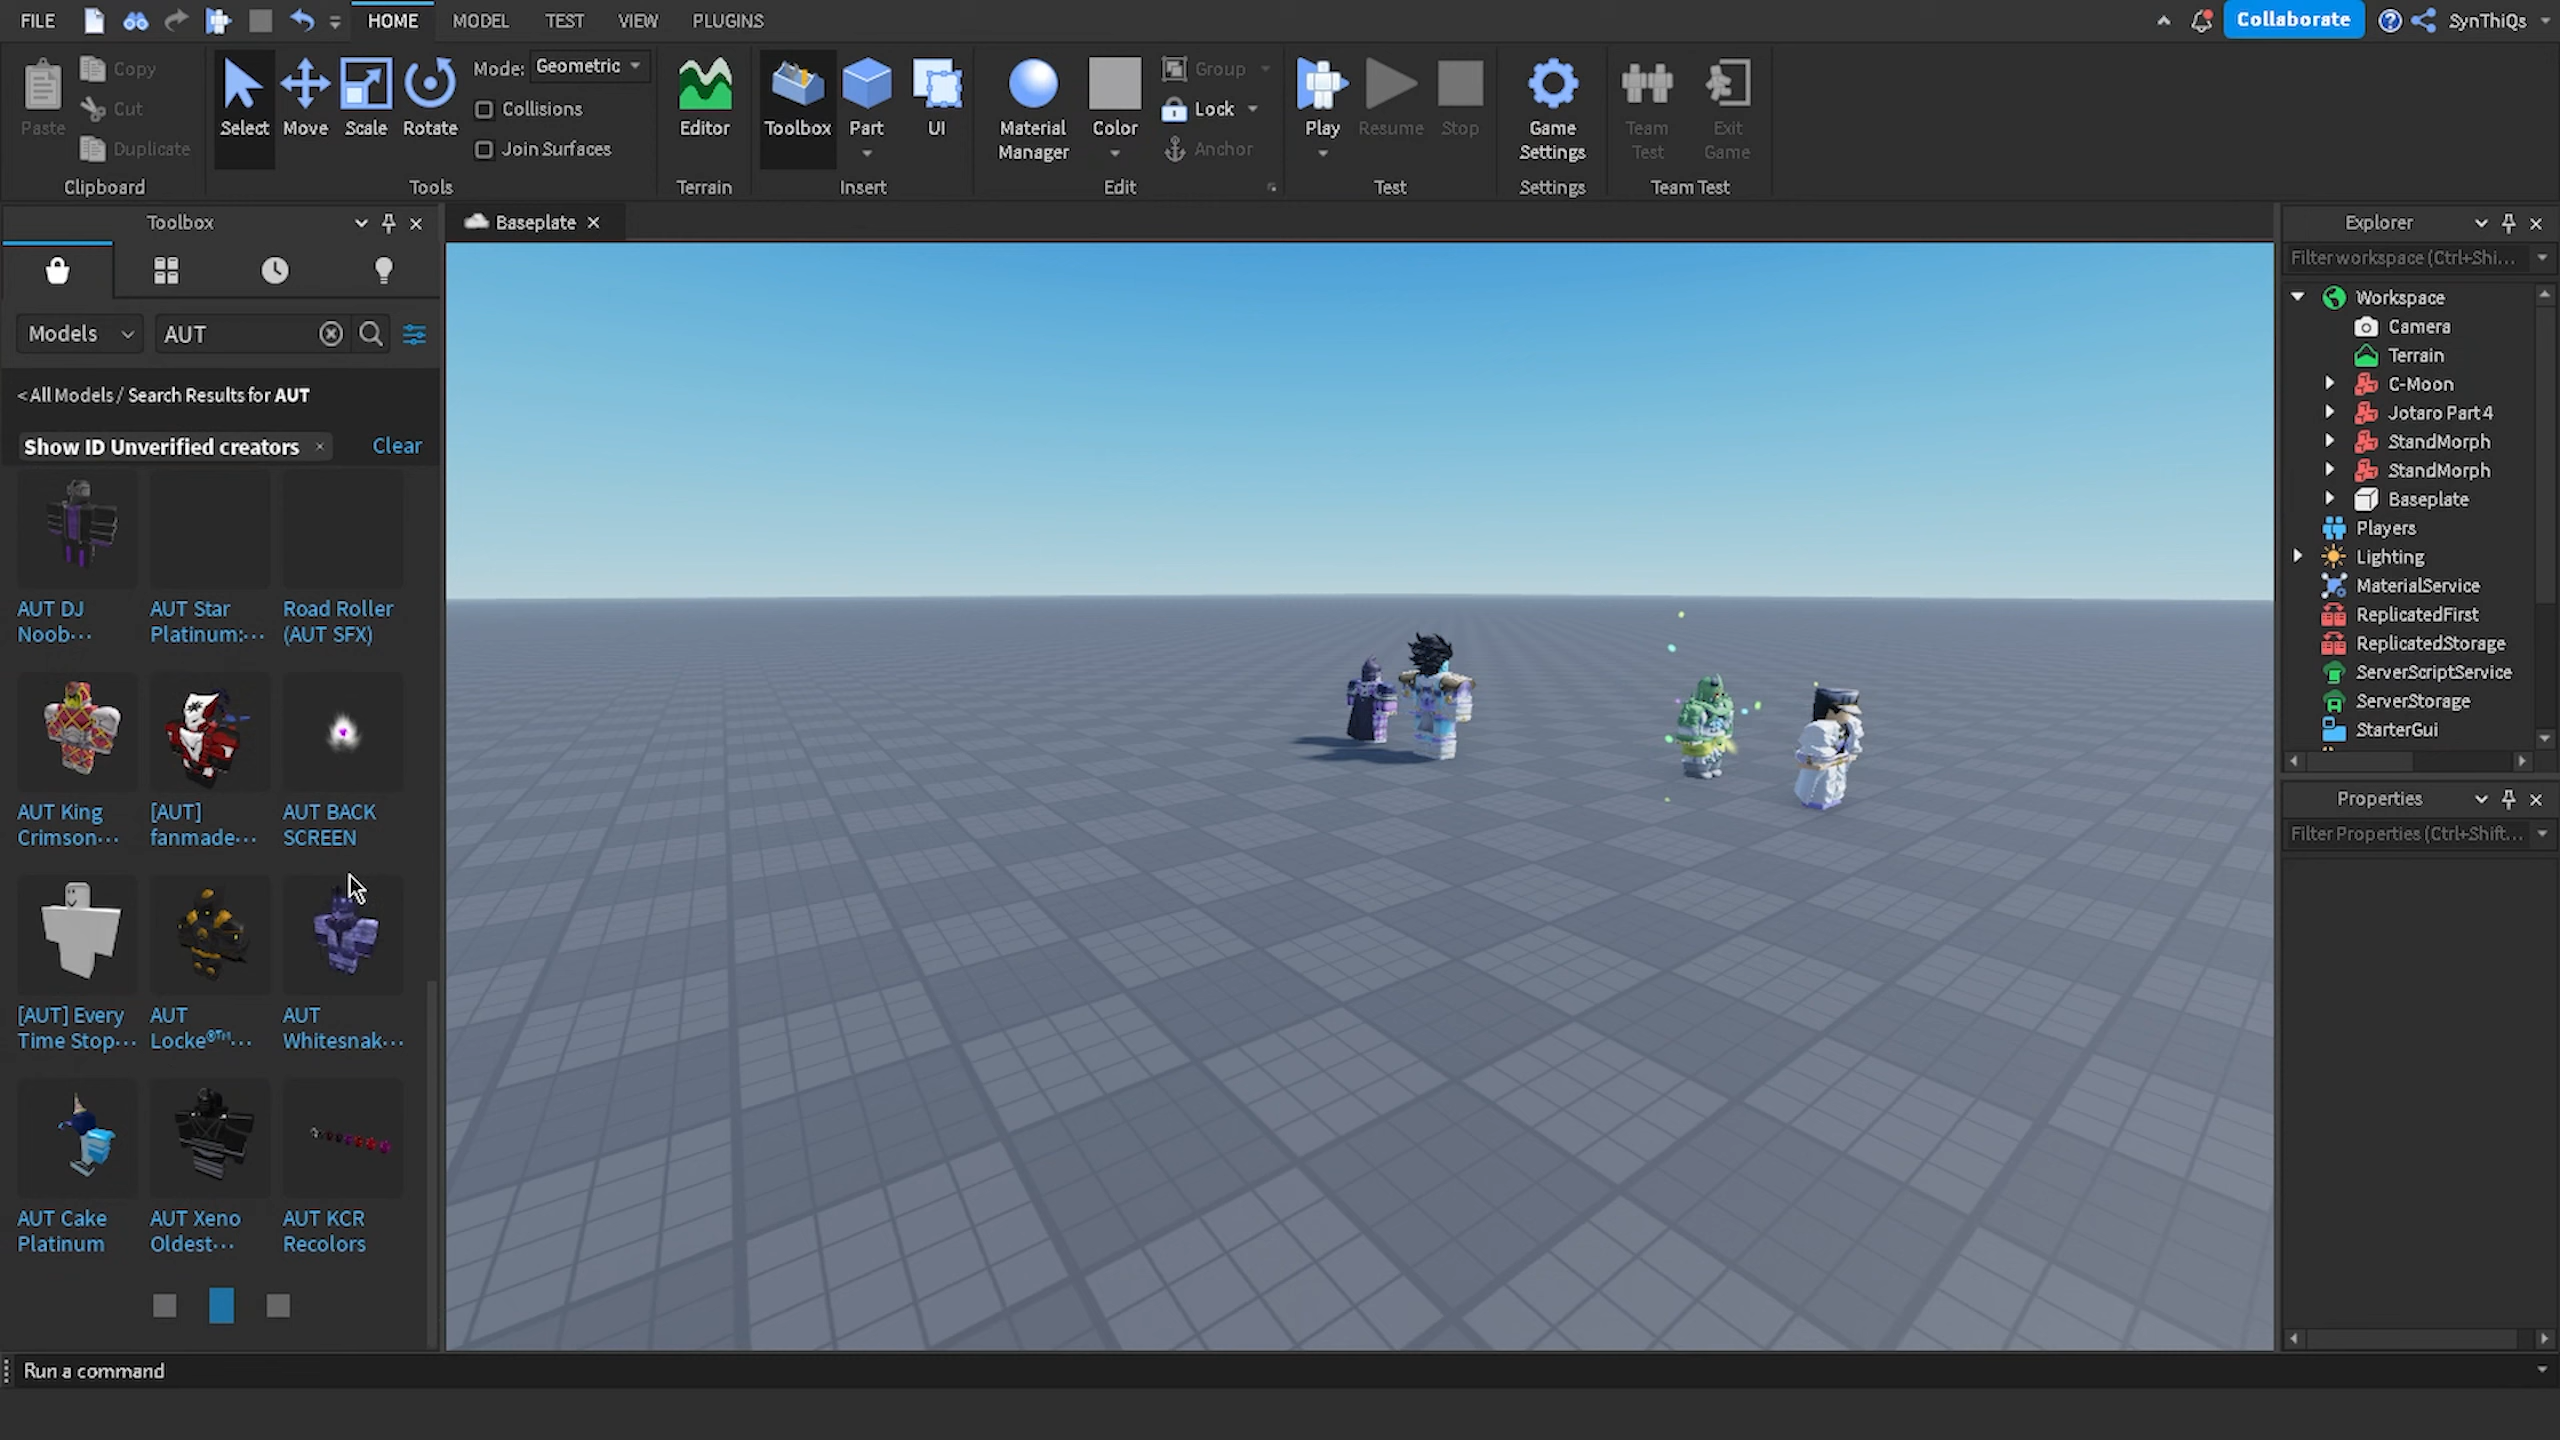 FILE
HOME
MODEL
TEST
VIEW
PLUGINS
Collaborate
SynThiQs
Paste
Copy
Cut
Duplicate
Clipboard
Select
Move
Scale
Rotate
Mode: Geometric
Collisions
Join Surfaces
Tools
Editor
Terrain
Toolbox
Part
UI
Insert
Material
Manager
Color
Group
Lock
Anchor
Edit
Play
Resume
Stop
Test
Game
Settings
Settings
Team
Test
Exit
Game
Team Test
Toolbox
Models
AUT
< All Models / Search Results for AUT
Show ID Unverified creators
Clear
AUT DJ
Noob...
AUT Star
Platinum:...
Road Roller
(AUT SFX)
AUT King
Crimson...
[AUT]
fanmade...
AUT BACK
SCREEN
[AUT] Every
Time Stop...
AUT
Locke®™...
AUT
Whitesnak...
AUT Cake
Platinum
AUT Xeno
Oldest...
AUT KCR
Recolors
Run a command
Baseplate
Explorer
Filter workspace (Ctrl+Shi...
Workspace
Camera
Terrain
C-Moon
Jotaro Part 4
StandMorph
StandMorph
Baseplate
Players
Lighting
MaterialService
ReplicatedFirst
ReplicatedStorage
ServerScriptService
ServerStorage
StarterGui
Properties
Filter Properties (Ctrl+Shift...